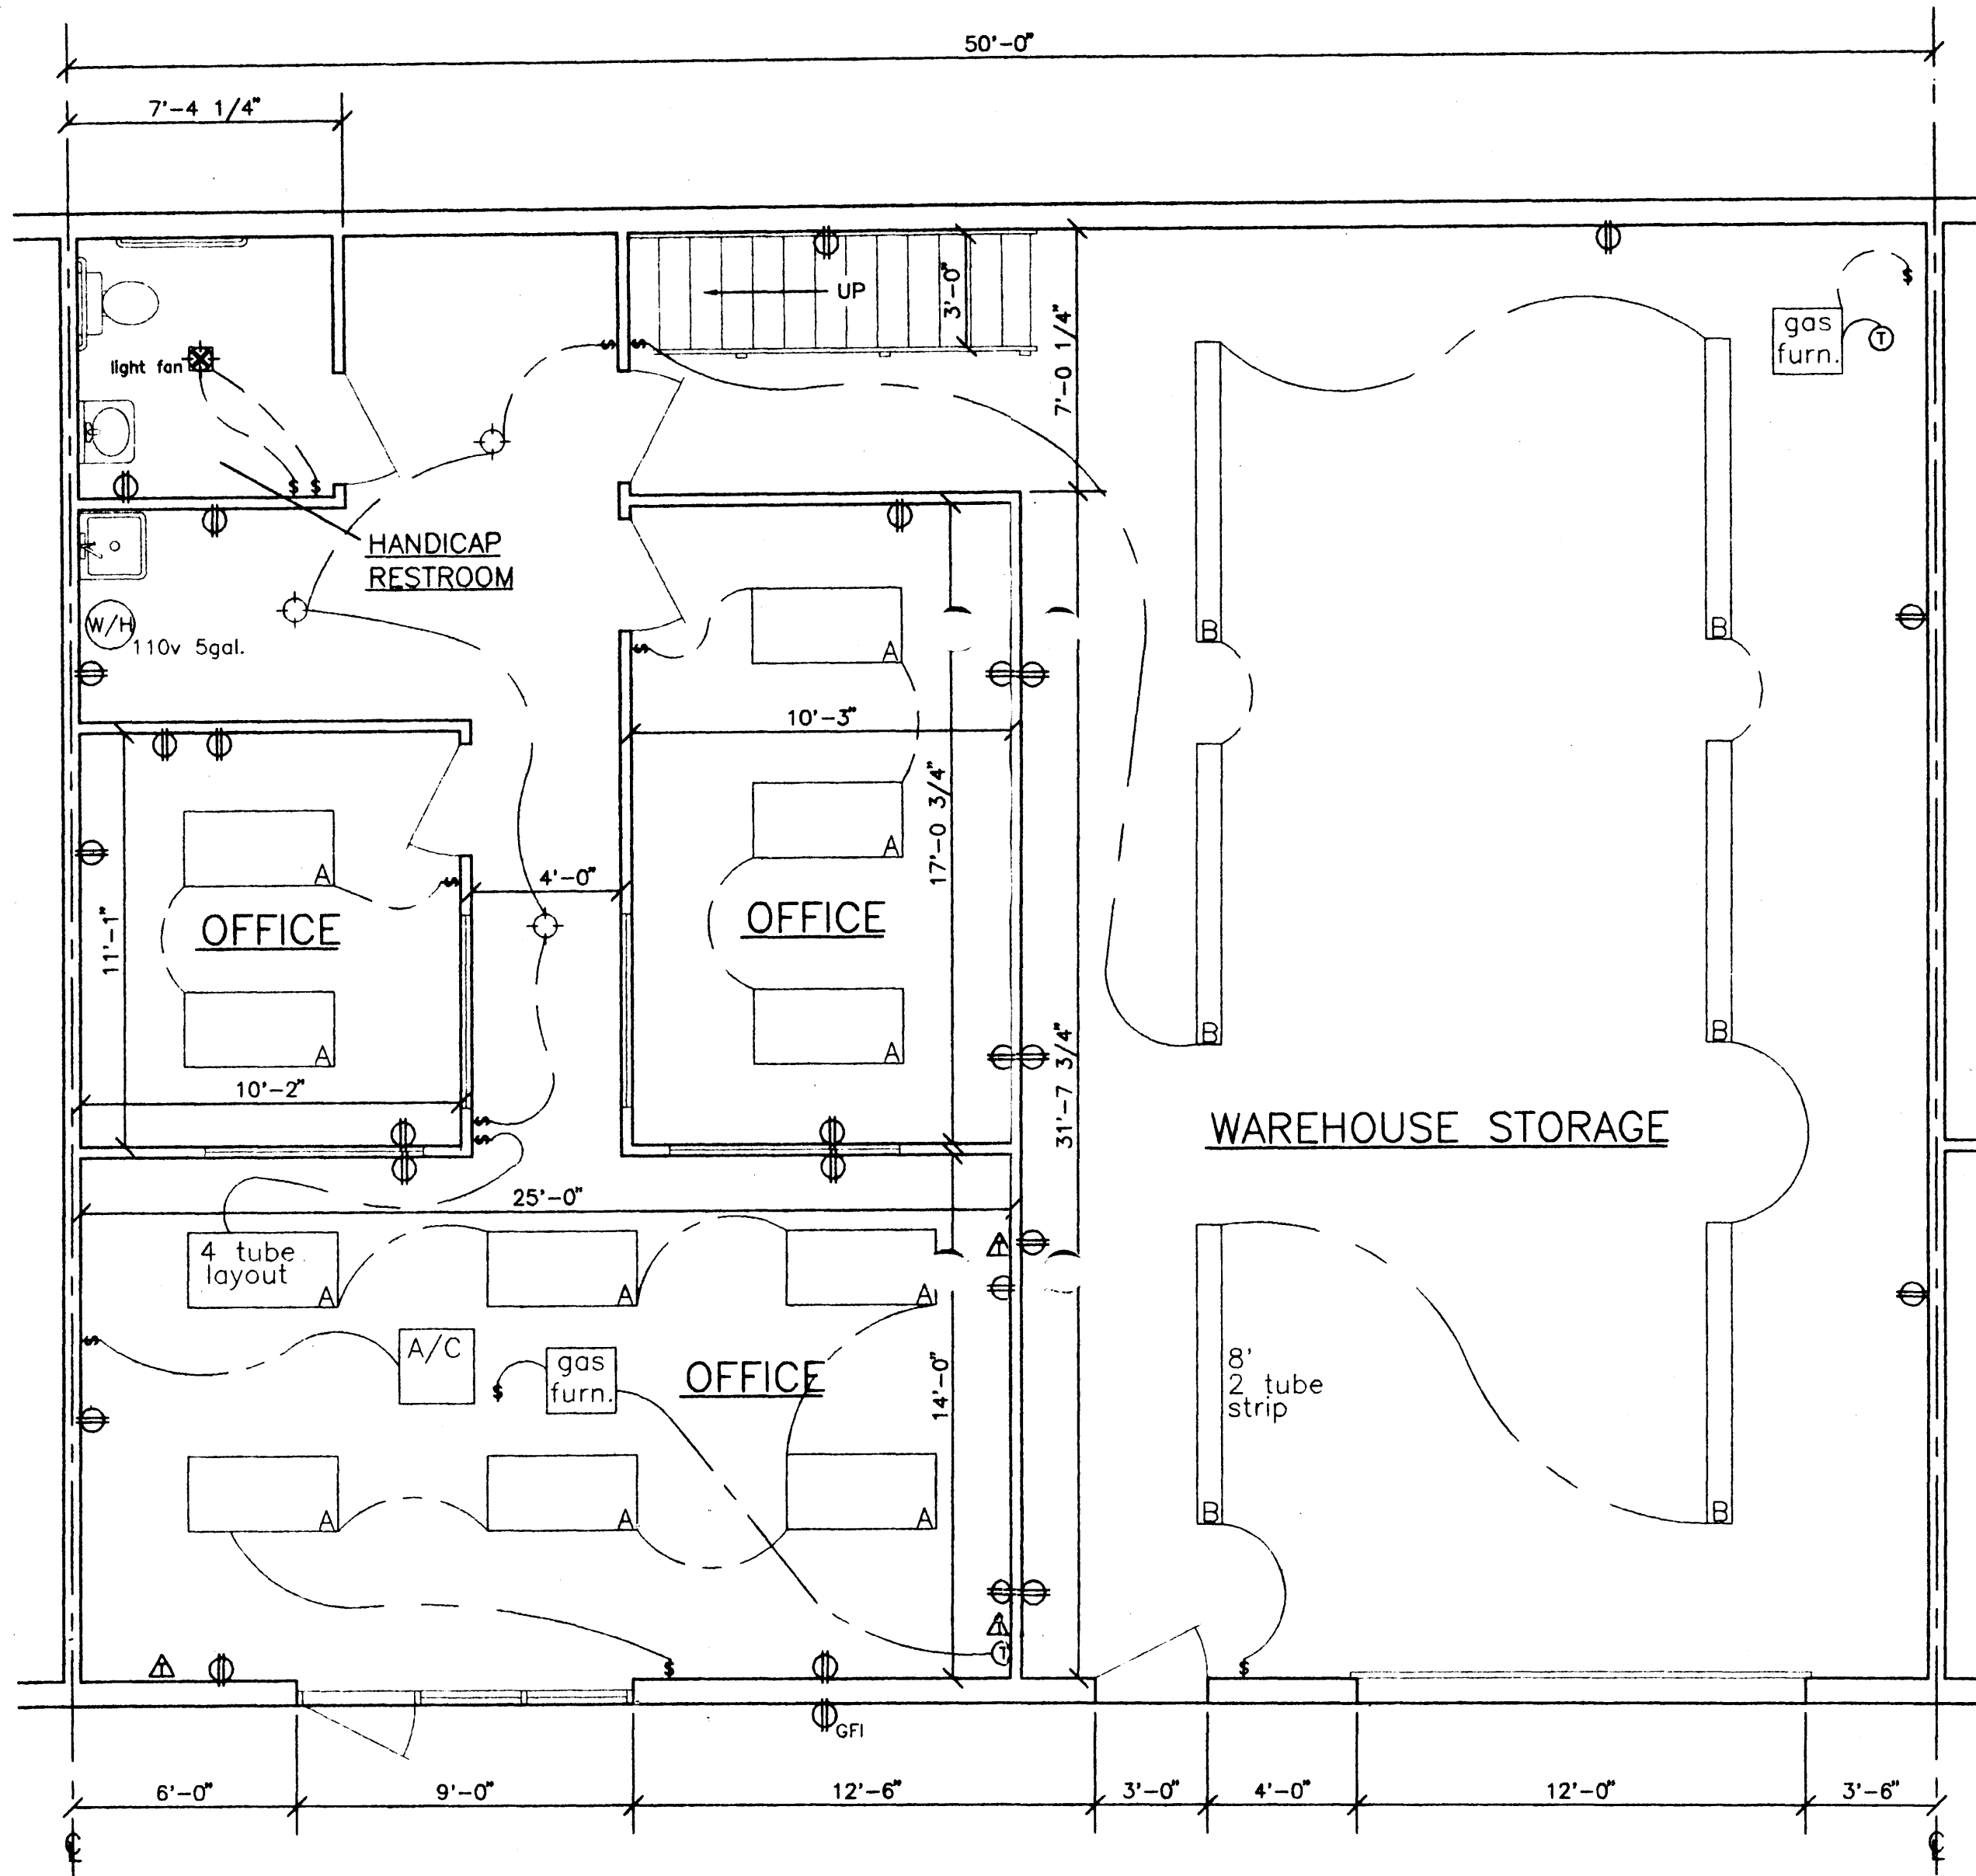 50'-0"
7'-4 1/4"
UP
3'-0"
7'-0 1/4"
gas
furn.
T
$
light fan
$ $
$ $
HANDICAP
RESTROOM
W/H
110v 5gal.
$
A
B
B
10'-3"
17'-0 3/4"
A
A
$
4'-0"
OFFICE
OFFICE
11'-1"
A
A
B
B
31'-7 3/4"
10'-2"
$
$
WAREHOUSE STORAGE
25'-0"
4 tube
layout
A
A
A
T
$
A/C
gas
furn.
$
OFFICE
14'-0"
8'
2 tube
strip
A
A
A
B
B
T
T
T
$
$
GFI
6'-0"
9'-0"
12'-6"
3'-0"
4'-0"
12'-0"
3'-6"
℄
℄